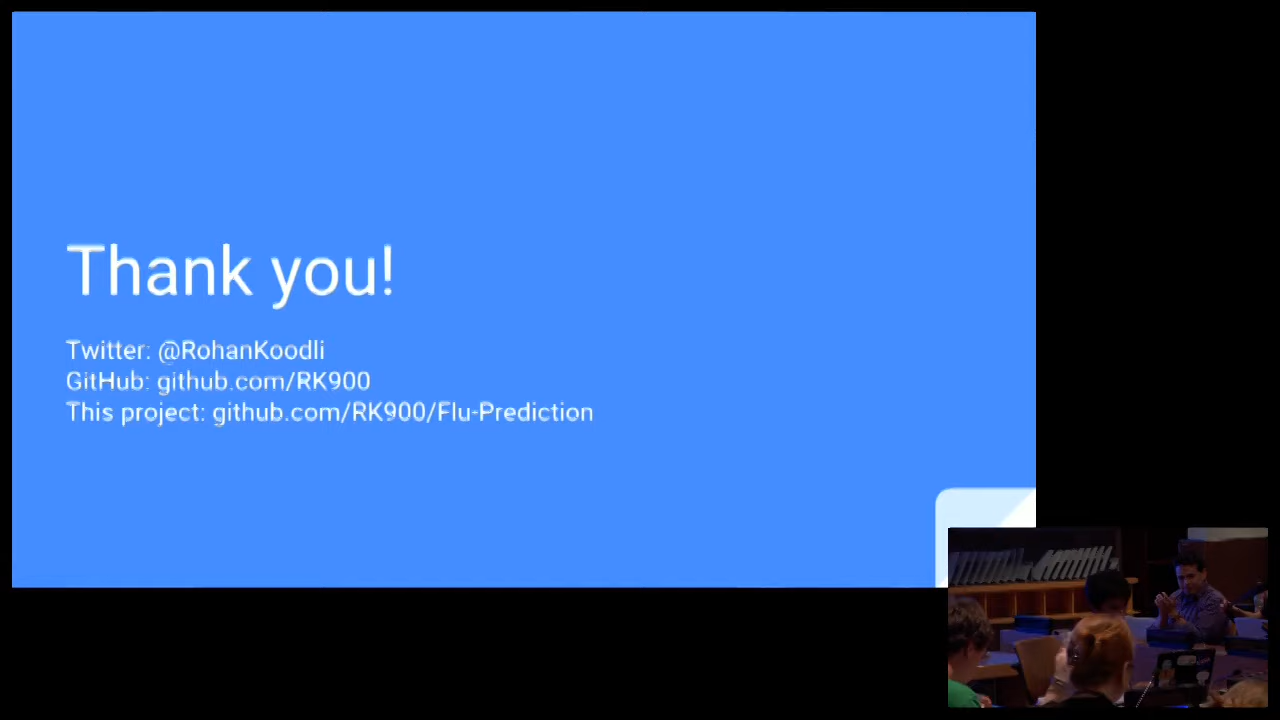 Thank you!
Twitter: @RohanKoodli
GitHub: github.com/RK900
This project: github.com/RK900/Flu-Prediction